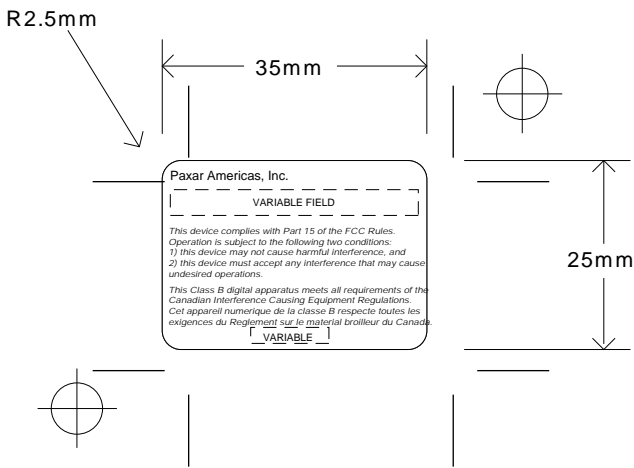 R2.5mm
35mm
Paxar Americas, Inc.
VARIABLE FIELD
This device complies with Part 15 of the FCC Rules.
Operation is subject to the following two conditions:
1) this device may not cause harmful interference, and
2) this device must accept any interference that may cause
undesired operations.
This Class B digital apparatus meets all requirements of the
Canadian Interference Causing Equipment Regulations.
Cet appareil numerique de la classe B respecte toutes les
exigences du Reglement sur le material broilleur du Canada.
VARIABLE
25mm